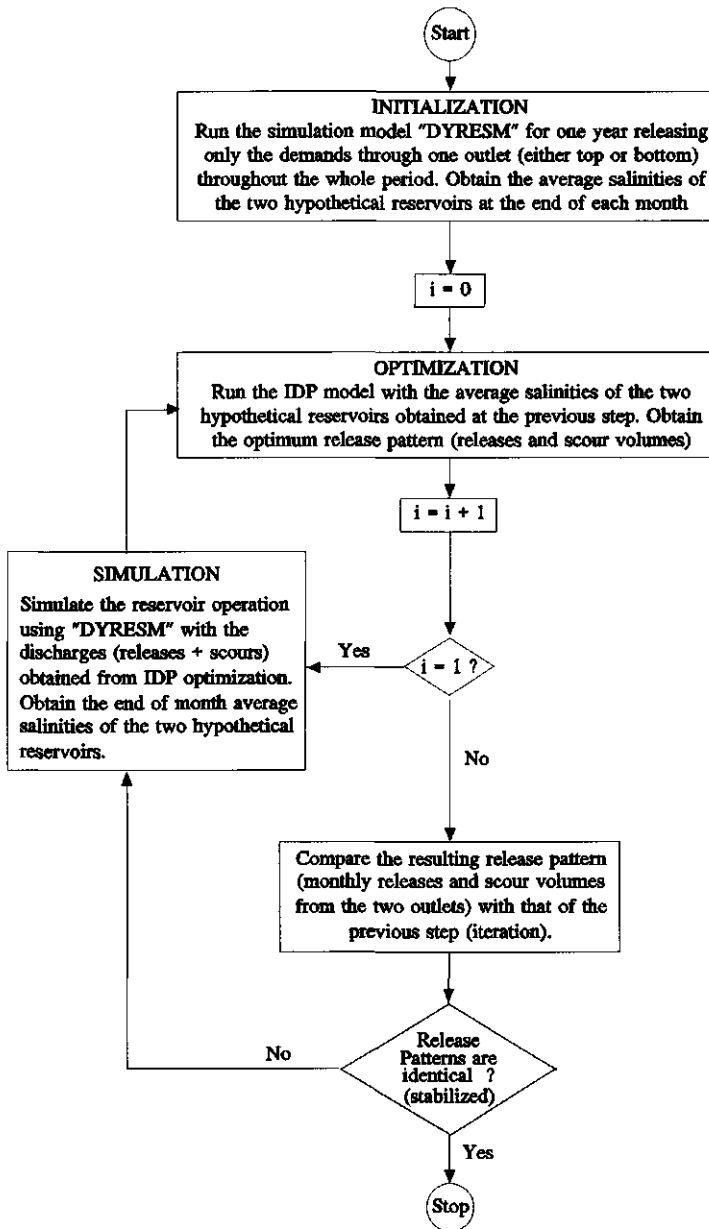 Start
INITIALIZATION
Run the simulation model "DYRESM" for one year releasing
only the demands through one outlet (either top or bottom)
throughout the whole period. Obtain the average salinities of
the two hypothetical reservoirs at the end of each month
i = 0
OPTIMIZATION
Run the IDP model with the average salinities of the two
hypothetical reservoirs obtained at the previous step. Obtain
the optimum release pattern (releases and scour volumes)
i = i + 1
SIMULATION
Simulate the reservoir operation
using "DYRESM" with the
discharges (releases + scours)
obtained from IDP optimization.
Obtain the end of month average
salinities of the two hypothetical
reservoirs.
Yes
i = 1 ?
No
Compare the resulting release pattern
(monthly releases and scour volumes
from the two outlets) with that of the
previous step (iteration).
No
Release
Patterns are
identical ?
(stabilized)
Yes
Stop